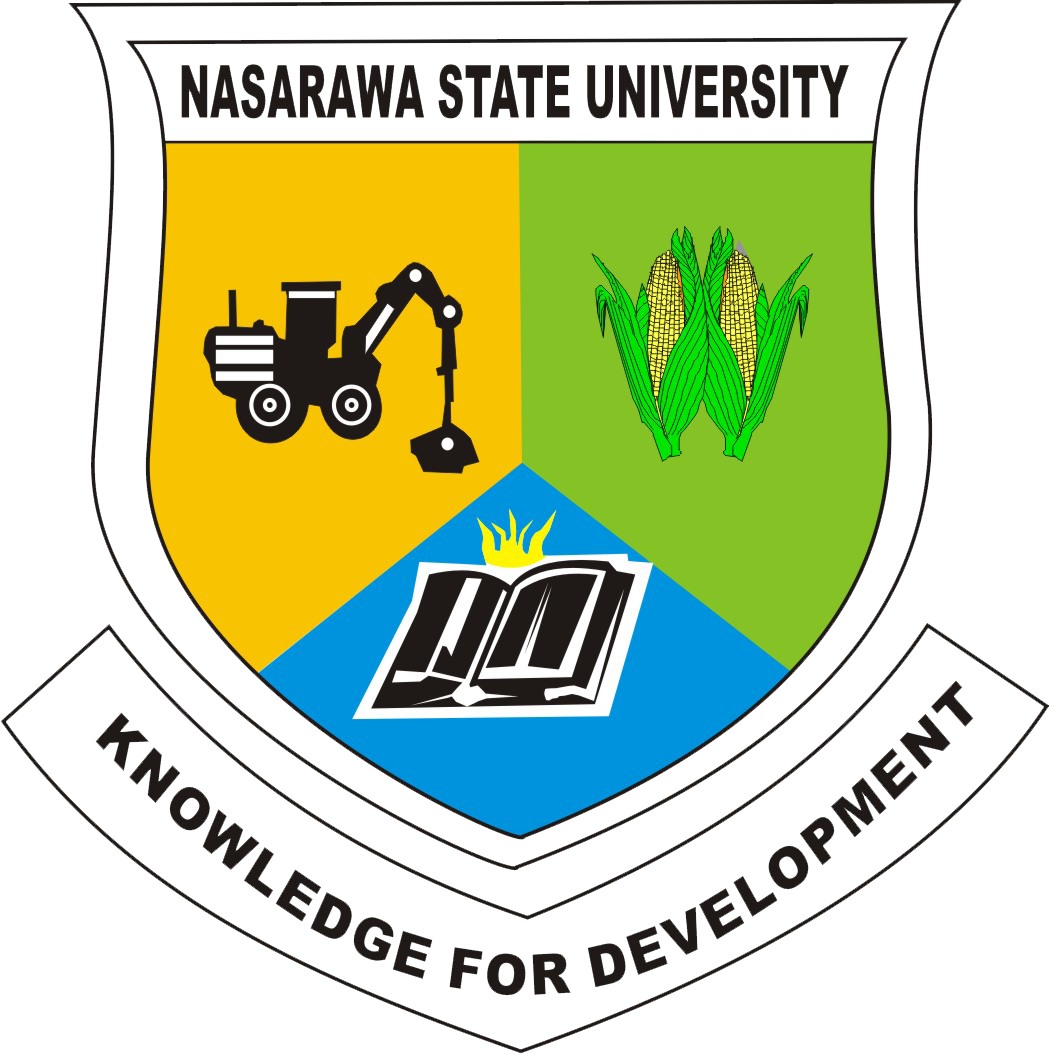 NASARAWA STATE UNIVERSITY
KNOWLEDGE FOR DEVELOPMENT